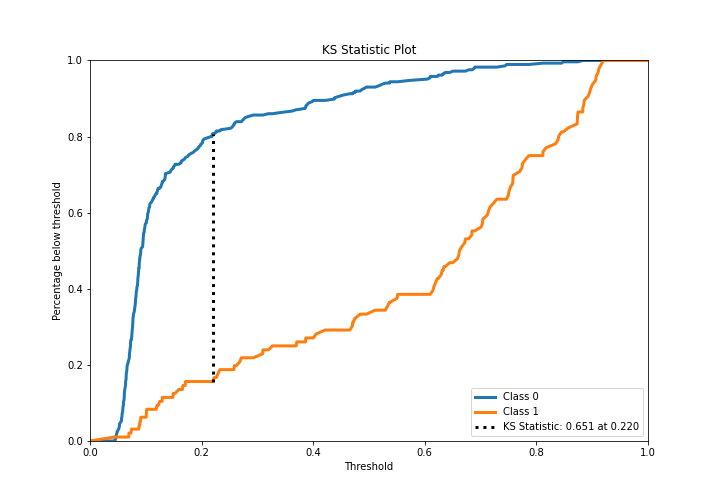 KS Statistic Plot
1.0
0.8
0.6
0.4
0.2
0.0
Percentage below threshold
0.0 0.2 0.4 0.6 0.8 1.0
Threshold
Class 0
Class 1
KS Statistic: 0.651 at 0.220